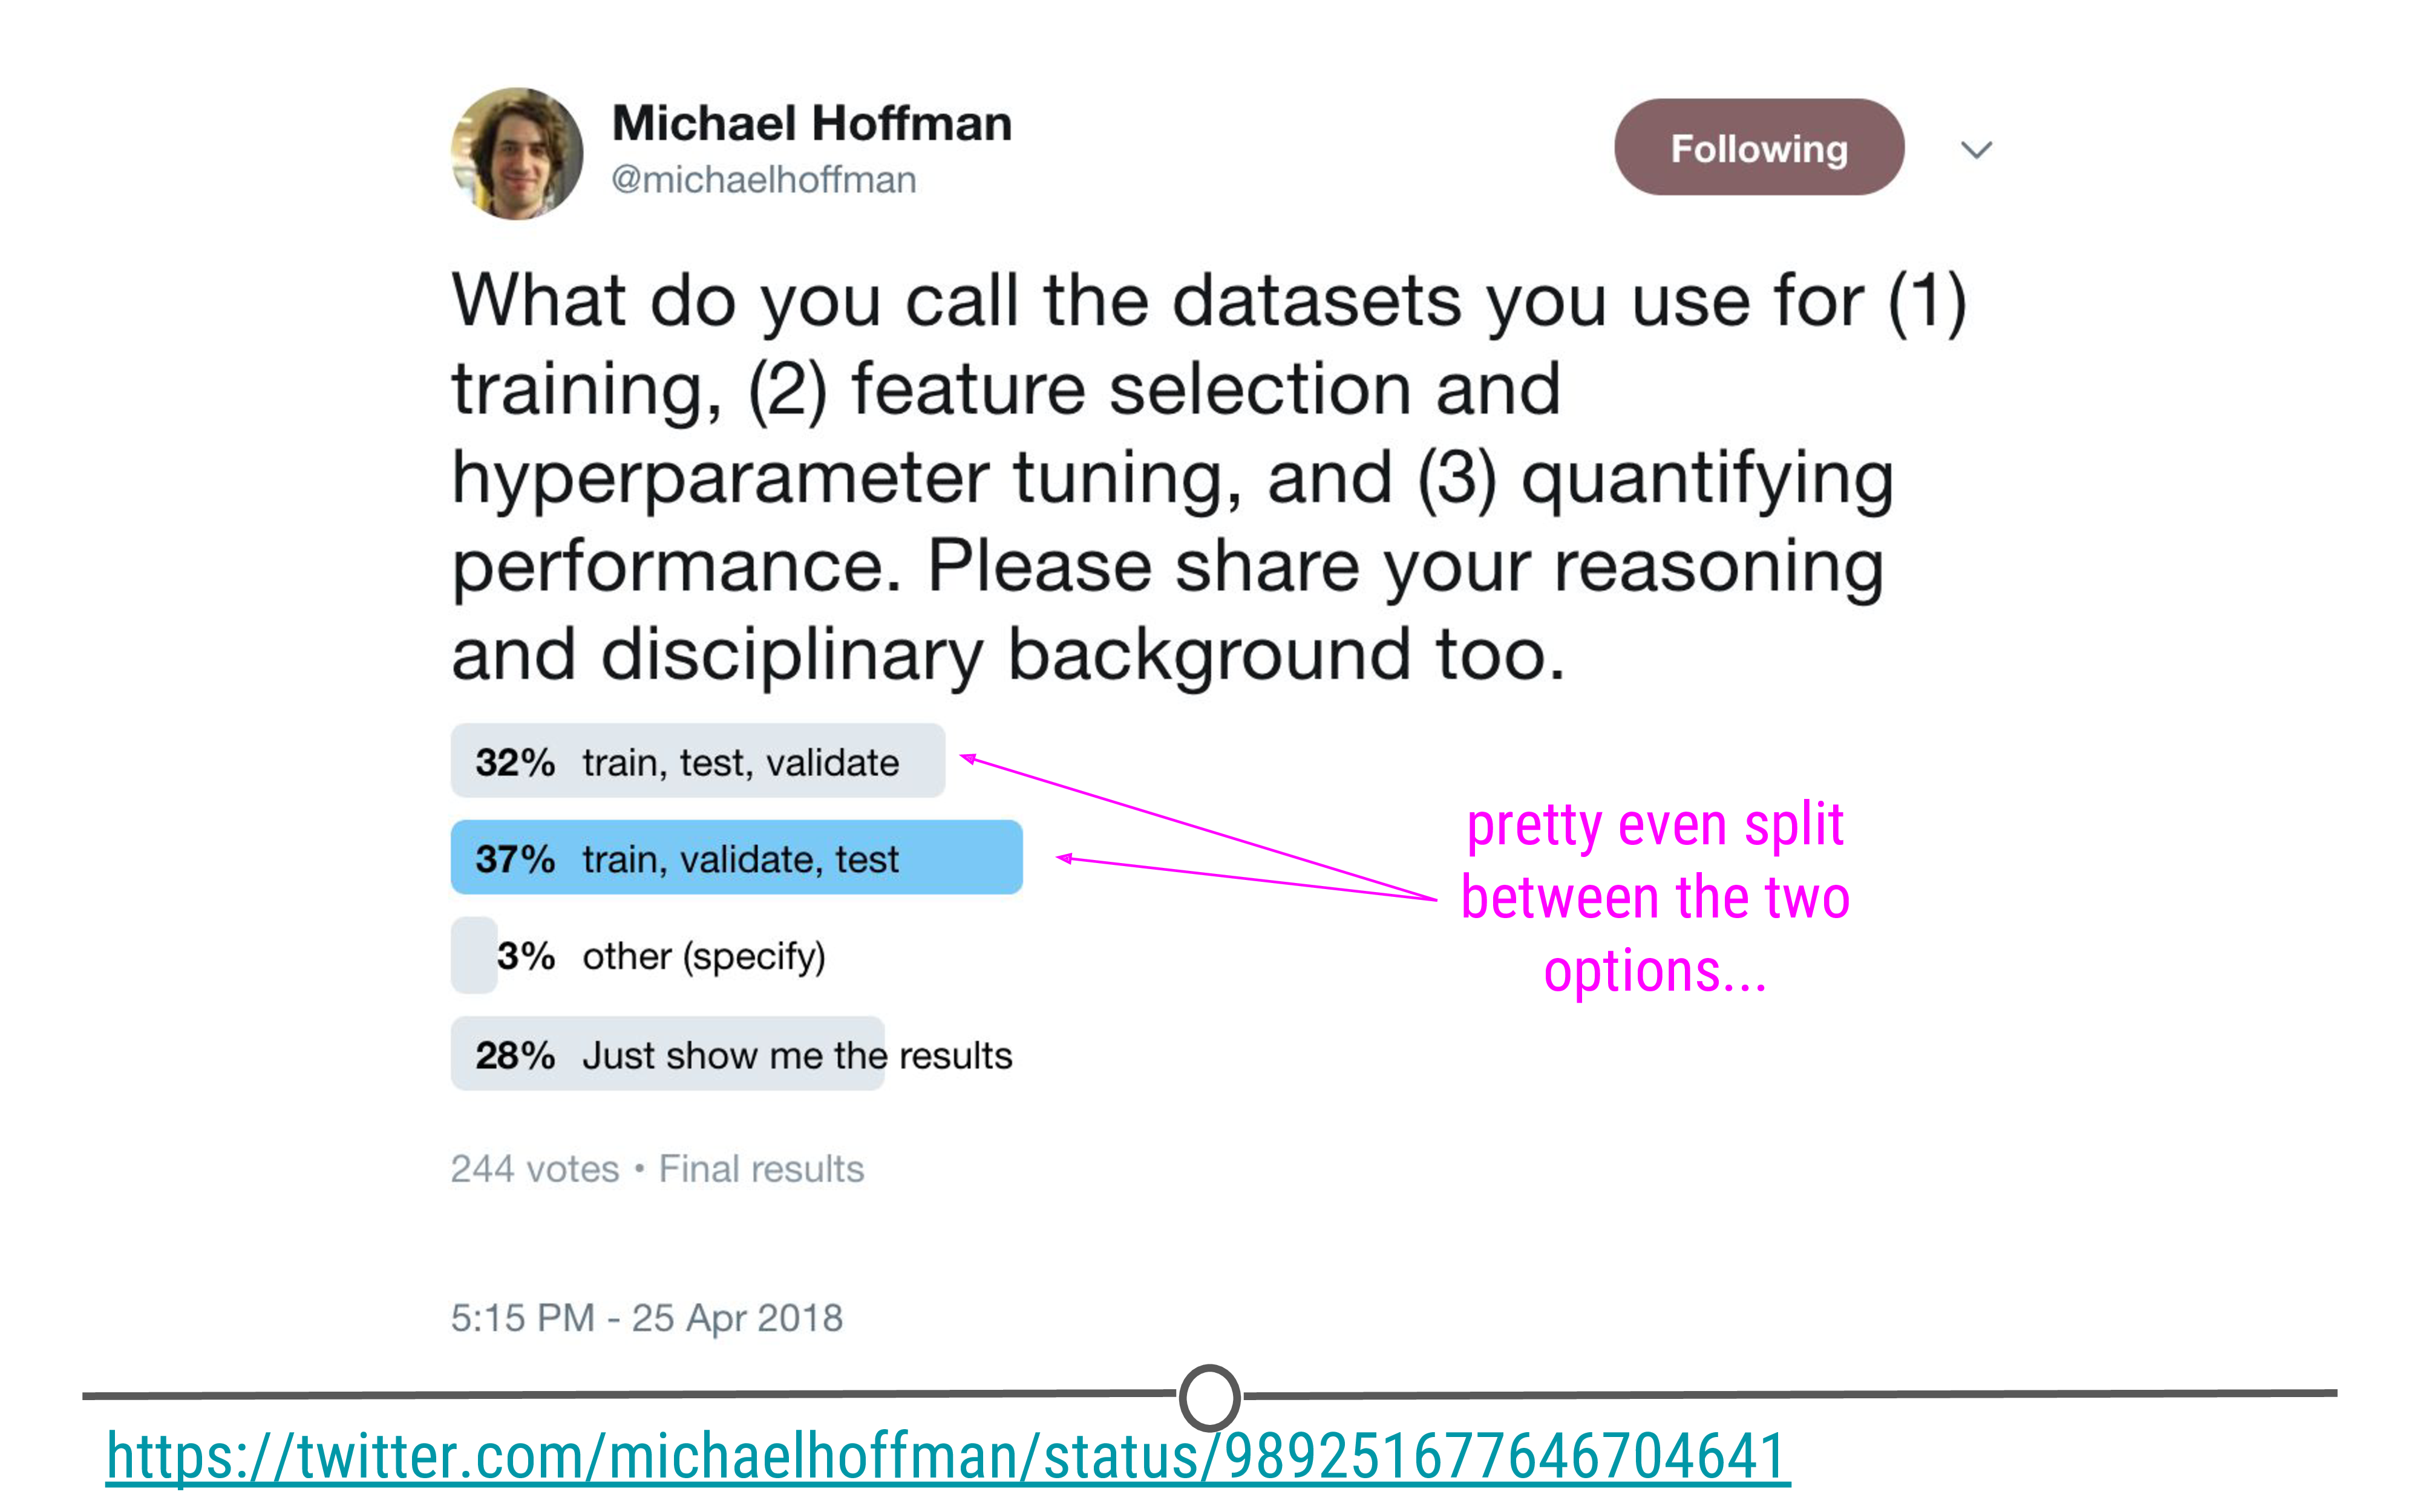 Michael Hoffman
@michaelhoffman
Following
What do you call the datasets you use for (1)
training, (2) feature selection and
hyperparameter tuning, and (3) quantifying
performance. Please share your reasoning
and disciplinary background too.
32% train, test, validate
37% train, validate, test
3% other (specify)
28% Just show me the results
pretty even split
between the two
options...
244 votes • Final results
5:15 PM - 25 Apr 2018
https://twitter.com/michaelhoffman/status/989251677646704641